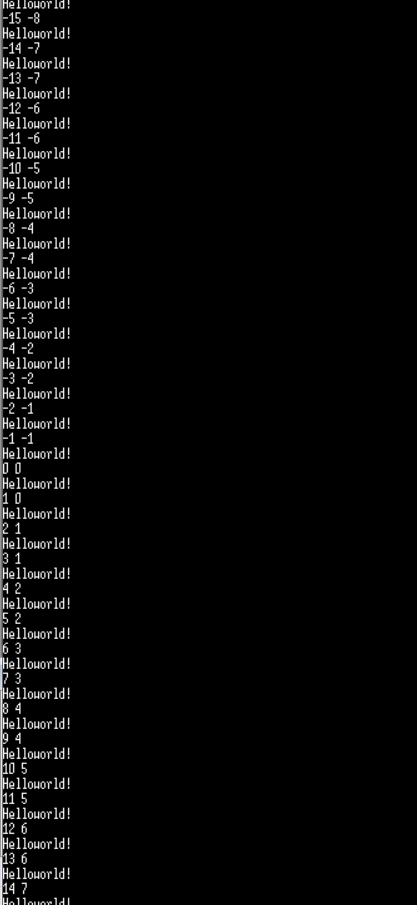 Helloworld!
-15 -8
Helloworld!
-14 -7
Helloworld!
-13 -7
Helloworld!
-12 -6
Helloworld!
-11 -6
Helloworld!
-10 -5
Helloworld!
-9 -5
Helloworld!
-8 -4
Helloworld!
-7 -4
Helloworld!
-6 -3
Helloworld!
-5 -3
Helloworld!
-4 -2
Helloworld!
-3 -2
Helloworld!
-2 -1
Helloworld!
-1 -1
Helloworld!
0 0
Helloworld!
1 0
Helloworld!
2 1
Helloworld!
3 1
Helloworld!
4 2
Helloworld!
5 2
Helloworld!
6 3
Helloworld!
7 3
Helloworld!
8 4
Helloworld!
9 4
Helloworld!
10 5
Helloworld!
11 5
Helloworld!
12 6
Helloworld!
13 6
Helloworld!
14 7
Helloworld!